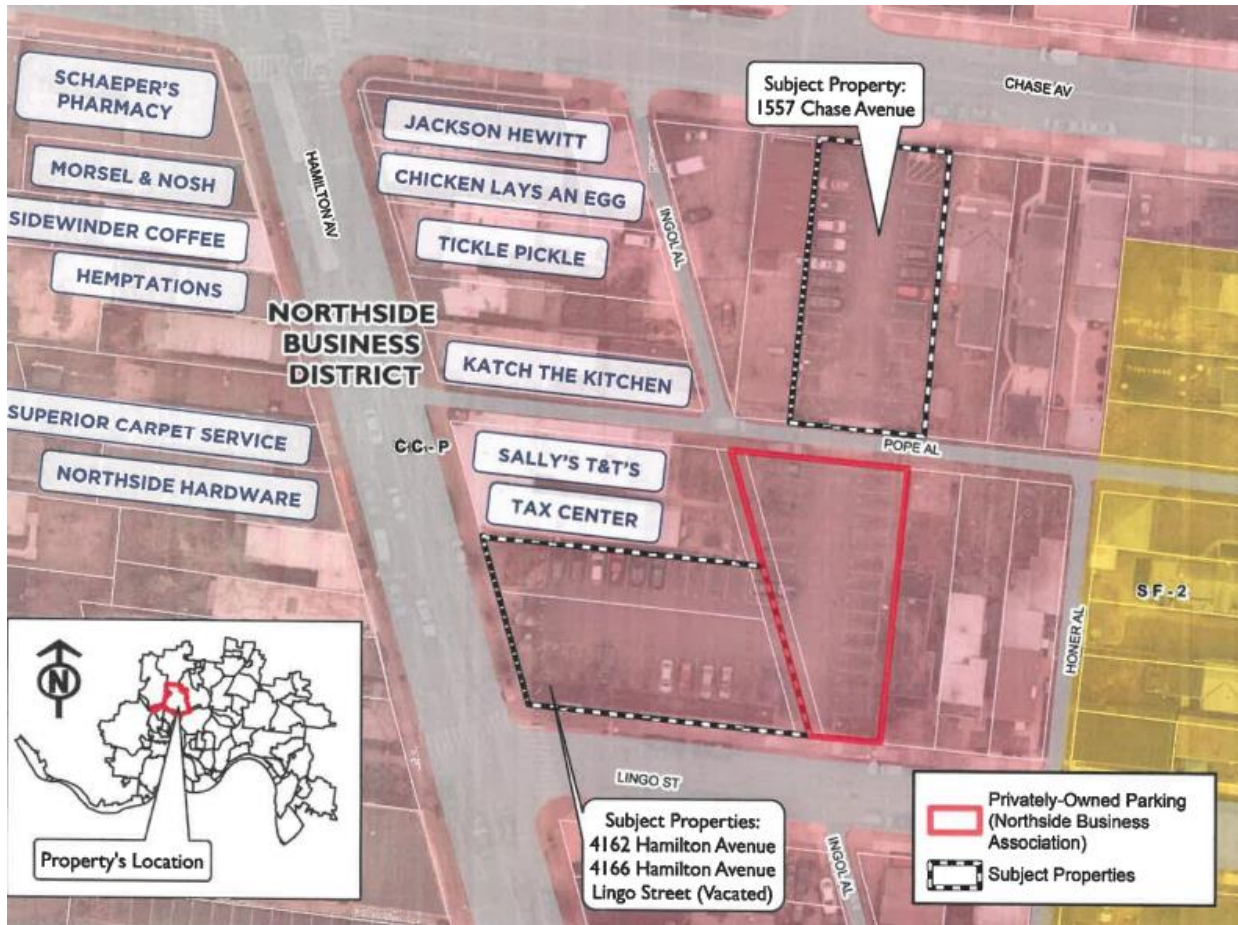 SCHAEPER'S
PHARMACY
MORSEL & NOSH
SIDEWINDER COFFEE
HEMPTATIONS
SUPERIOR CARPET SERVICE
NORTHSIDE HARDWARE
HAMILTON AV
NORTHSIDE
BUSINESS
DISTRICT
CC-P
JACKSON HEWITT
CHICKEN LAYS AN EGG
TICKLE PICKLE
KATCH THE KITCHEN
SALLY'S T&T'S
TAX CENTER
INGOL AL
Subject Property:
1557 Chase Avenue
CHASE AV
POPE AL
HONER AL
SF-2
LINGO ST
INGOL AL
Subject Properties:
4162 Hamilton Avenue
4166 Hamilton Avenue
Lingo Street (Vacated)
N
Property's Location
Privately-Owned Parking
(Northside Business
Association)
Subject Properties